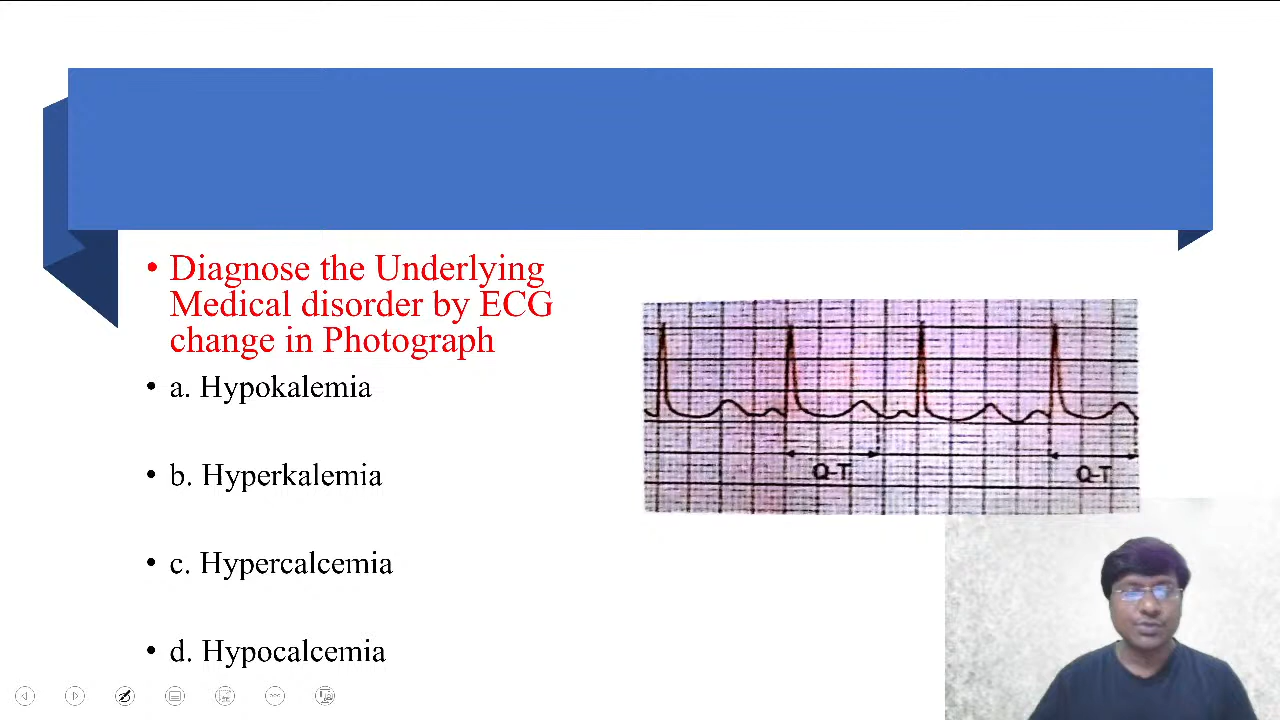 • Diagnose the Underlying
Medical disorder by ECG
change in Photograph
• a. Hypokalemia
• b. Hyperkalemia
• c. Hypercalcemia
• d. Hypocalcemia
Q-T
Q-T